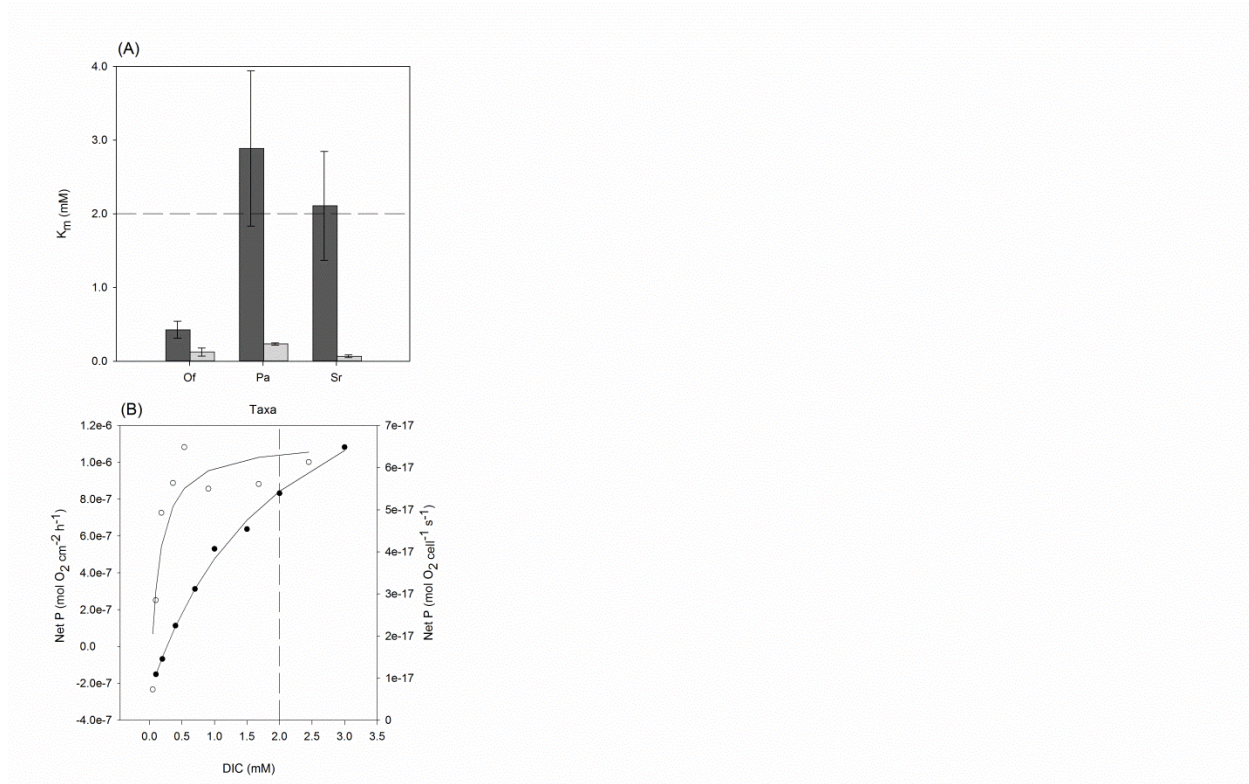 (A)
4.0
3.0
2.0
1.0
0.0
Km (mM)
Of Pa Sr
Taxa
(B)
1.2e-6
1.0e-6
8.0e-7
6.0e-7
4.0e-7
2.0e-7
0.0
-2.0e-7
-4.0e-7
Net P (mol O2 cm-2 h-1)
7e-17
6e-17
5e-17
4e-17
3e-17
2e-17
1e-17
0
Net P (mol O2 cell-1 s-1)
0.0 0.5 1.0 1.5 2.0 2.5 3.0 3.5
DIC (mM)